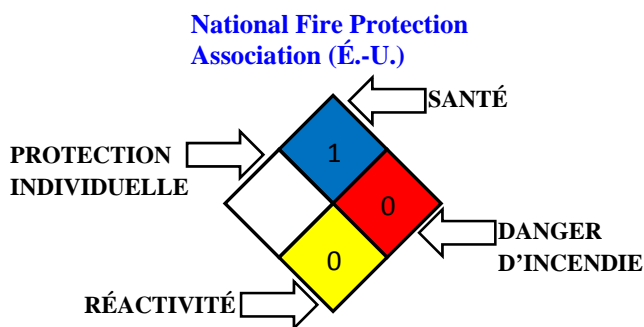 National Fire Protection
Association (É.-U.)
SANTÉ
1
PROTECTION
INDIVIDUELLE
0
DANGER
D'INCENDIE
0
RÉACTIVITÉ